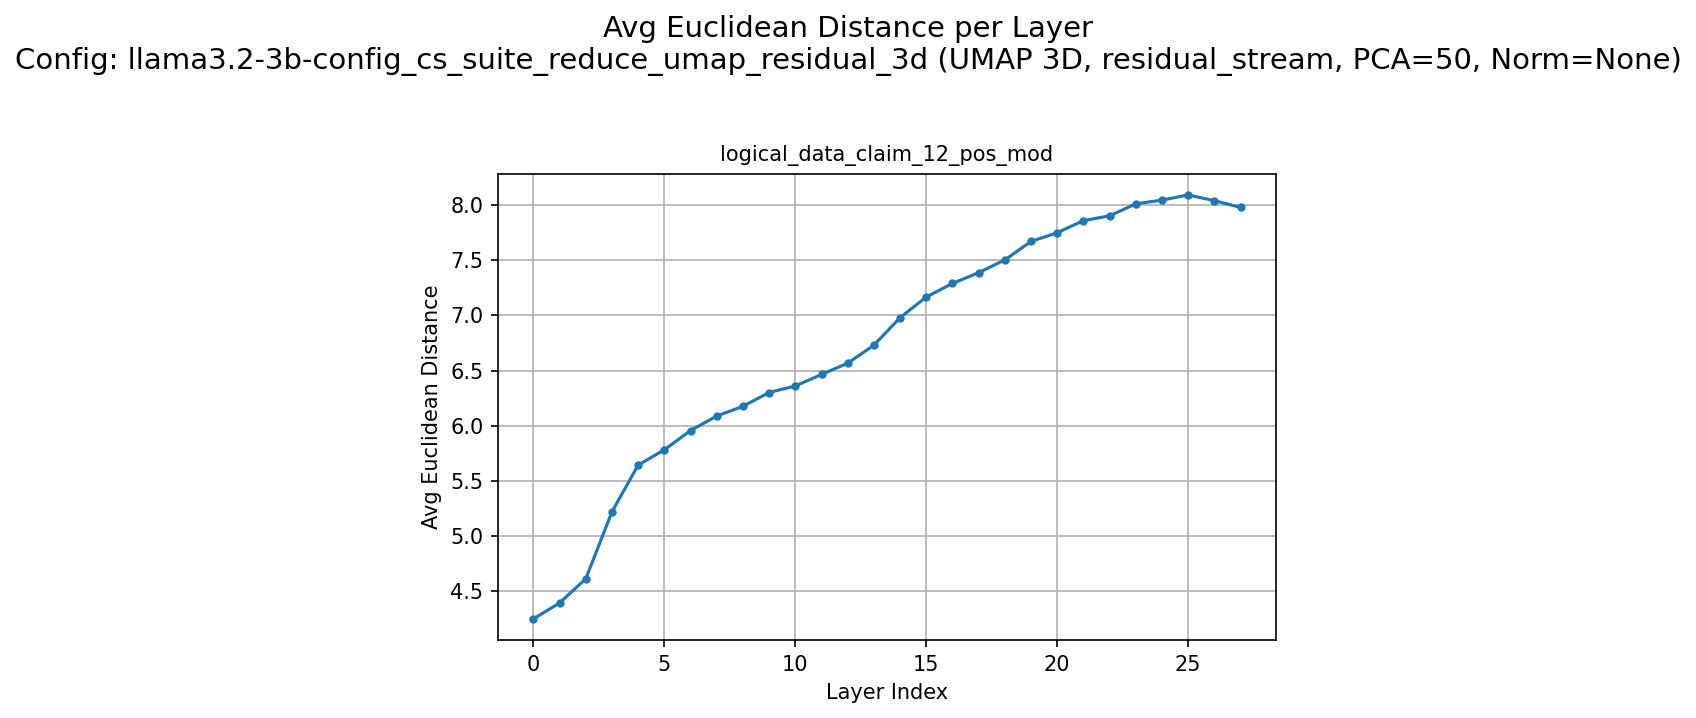 Avg Euclidean Distance per Layer
Config: llama3.2-3b-config_cs_suite_reduce_umap_residual_3d (UMAP 3D, residual_stream, PCA=50, Norm=None)
logical_data_claim_12_pos_mod
8.0
7.5
7.0
6.5
6.0
5.5
5.0
4.5
Avg Euclidean Distance
0 5 10 15 20 25
Layer Index